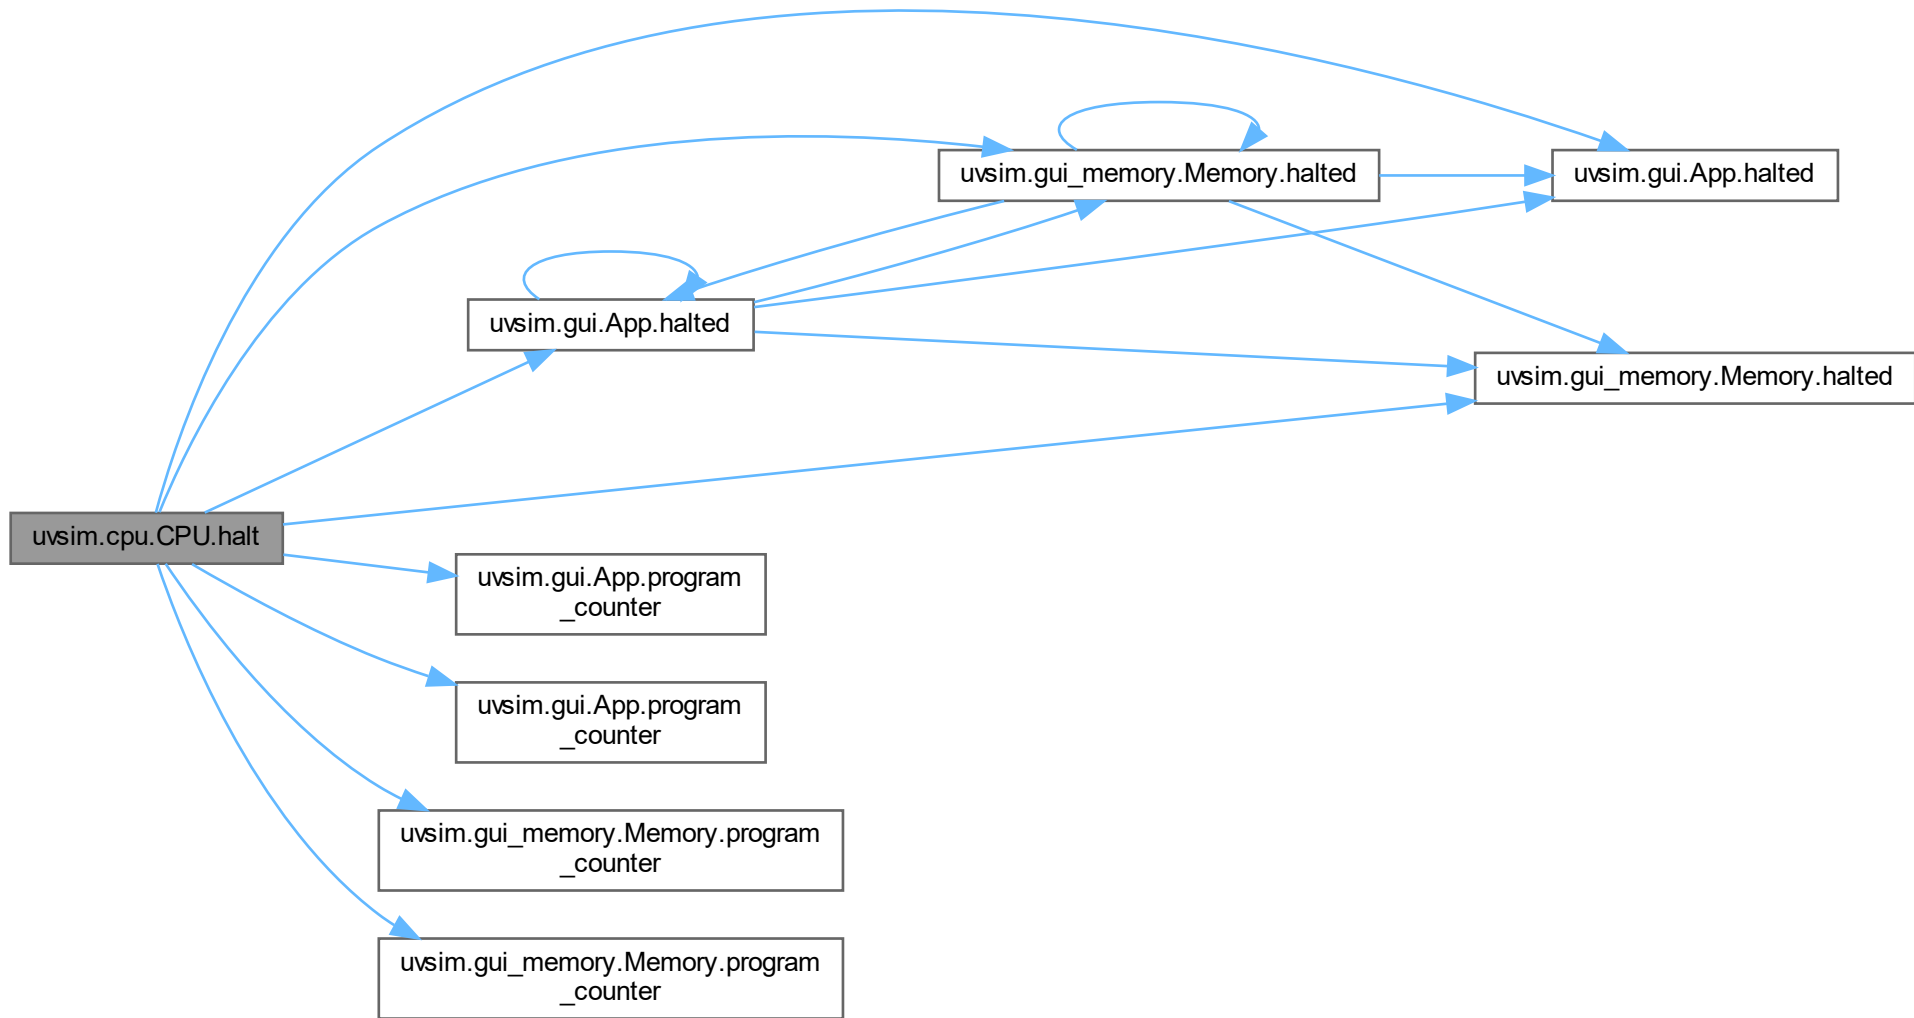 uvsim.gui_memory.Memory.halted
uvsim.gui.App.halted
uvsim.gui.App.halted
uvsim.gui_memory.Memory.halted
uvsim.cpu.CPU.halt
uvsim.gui.App.program
_counter
uvsim.gui.App.program
_counter
uvsim.gui_memory.Memory.program
_counter
uvsim.gui_memory.Memory.program
_counter